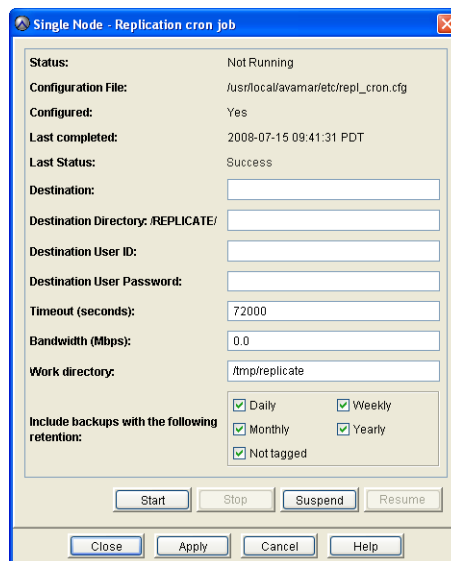 Single Node - Replication cron job
Status: Not Running
Configuration File: /usr/local/avamar/etc/repl_cron.cfg
Configured: Yes
Last completed: 2008-07-15 09:41:31 PDT
Last Status: Success
Destination:
Destination Directory: /REPLICATE/
Destination User ID:
Destination User Password:
Timeout (seconds): 72000
Bandwidth (Mbps): 0.0
Work directory: /tmp/replicate
Include backups with the following retention:
Daily Weekly
Monthly Yearly
Not tagged
Start Stop Suspend Resume
Close Apply Cancel Help